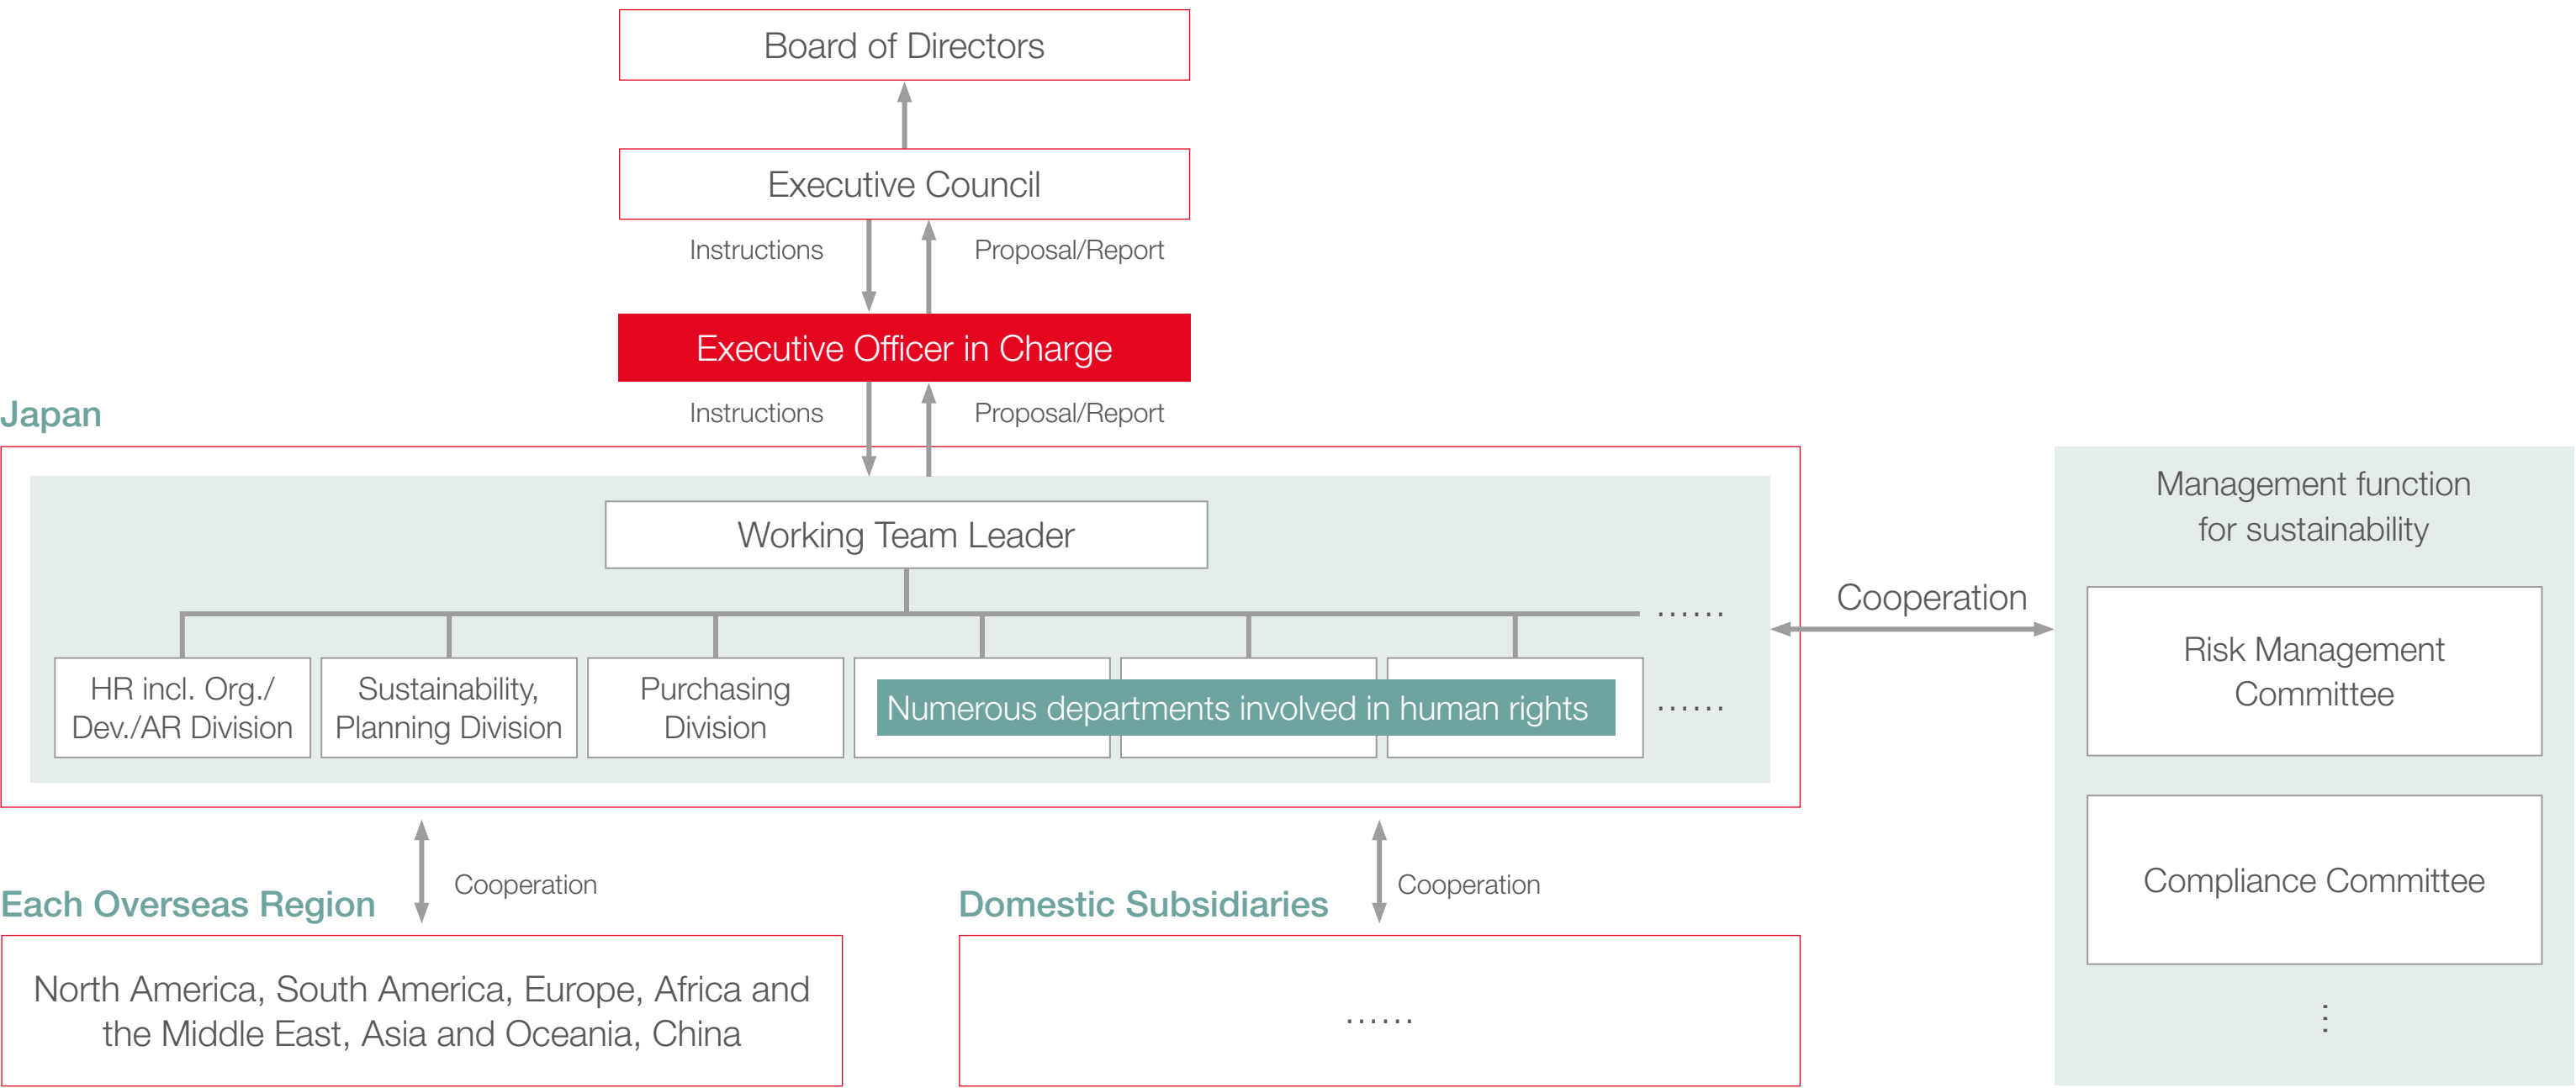 Board of Directors
Executive Council
Instructions
Proposal/Report
Executive Officer in Charge
Instructions
Proposal/Report
Japan
Working Team Leader
......
HR incl. Org./
Dev./AR Division
Sustainability,
Planning Division
Purchasing
Division
Numerous departments involved in human rights
......
Cooperation
Management function
for sustainability
Risk Management
Committee
Compliance Committee
...
Cooperation
Each Overseas Region
North America, South America, Europe, Africa and
the Middle East, Asia and Oceania, China
Cooperation
Domestic Subsidiaries
......